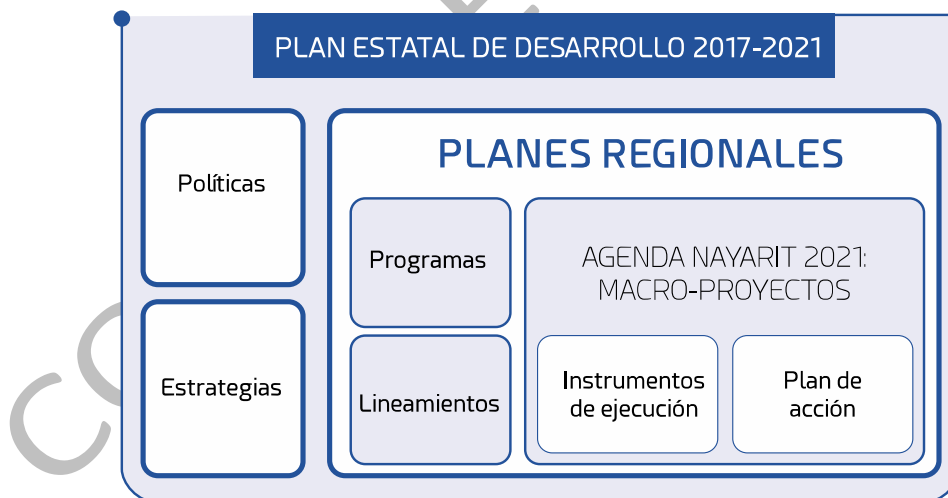 PLAN ESTATAL DE DESARROLLO 2017-2021
Políticas
Estrategias
PLANES REGIONALES
Programas
Lineamientos
AGENDA NAYARIT 2021:
MACRO-PROYECTOS
Instrumentos
de ejecución
Plan de
acción